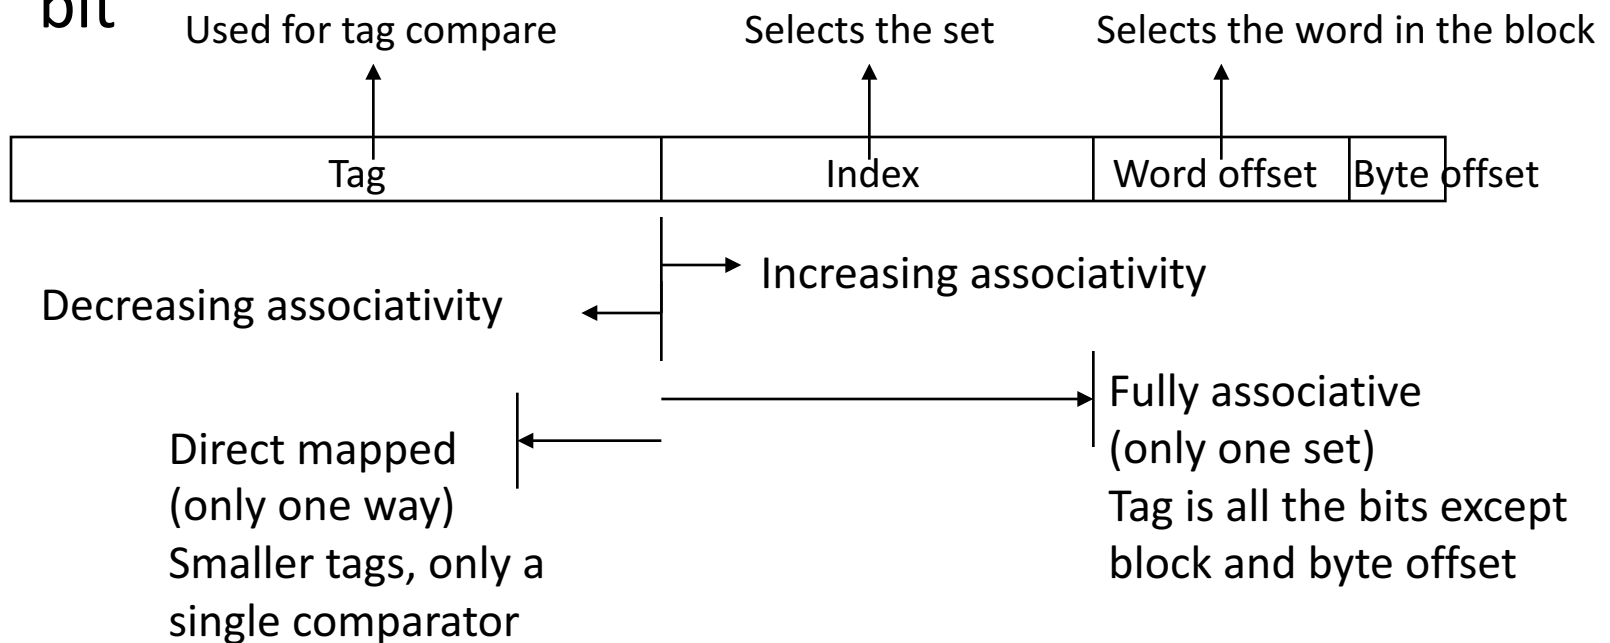 bit
Used for tag compare
Selects the set
Selects the word in the block
Tag
Index
Word offset
Byte offset
Increasing associativity
Decreasing associativity
Fully associative
(only one set)
Tag is all the bits except
block and byte offset
Direct mapped
(only one way)
Smaller tags, only a
single comparator